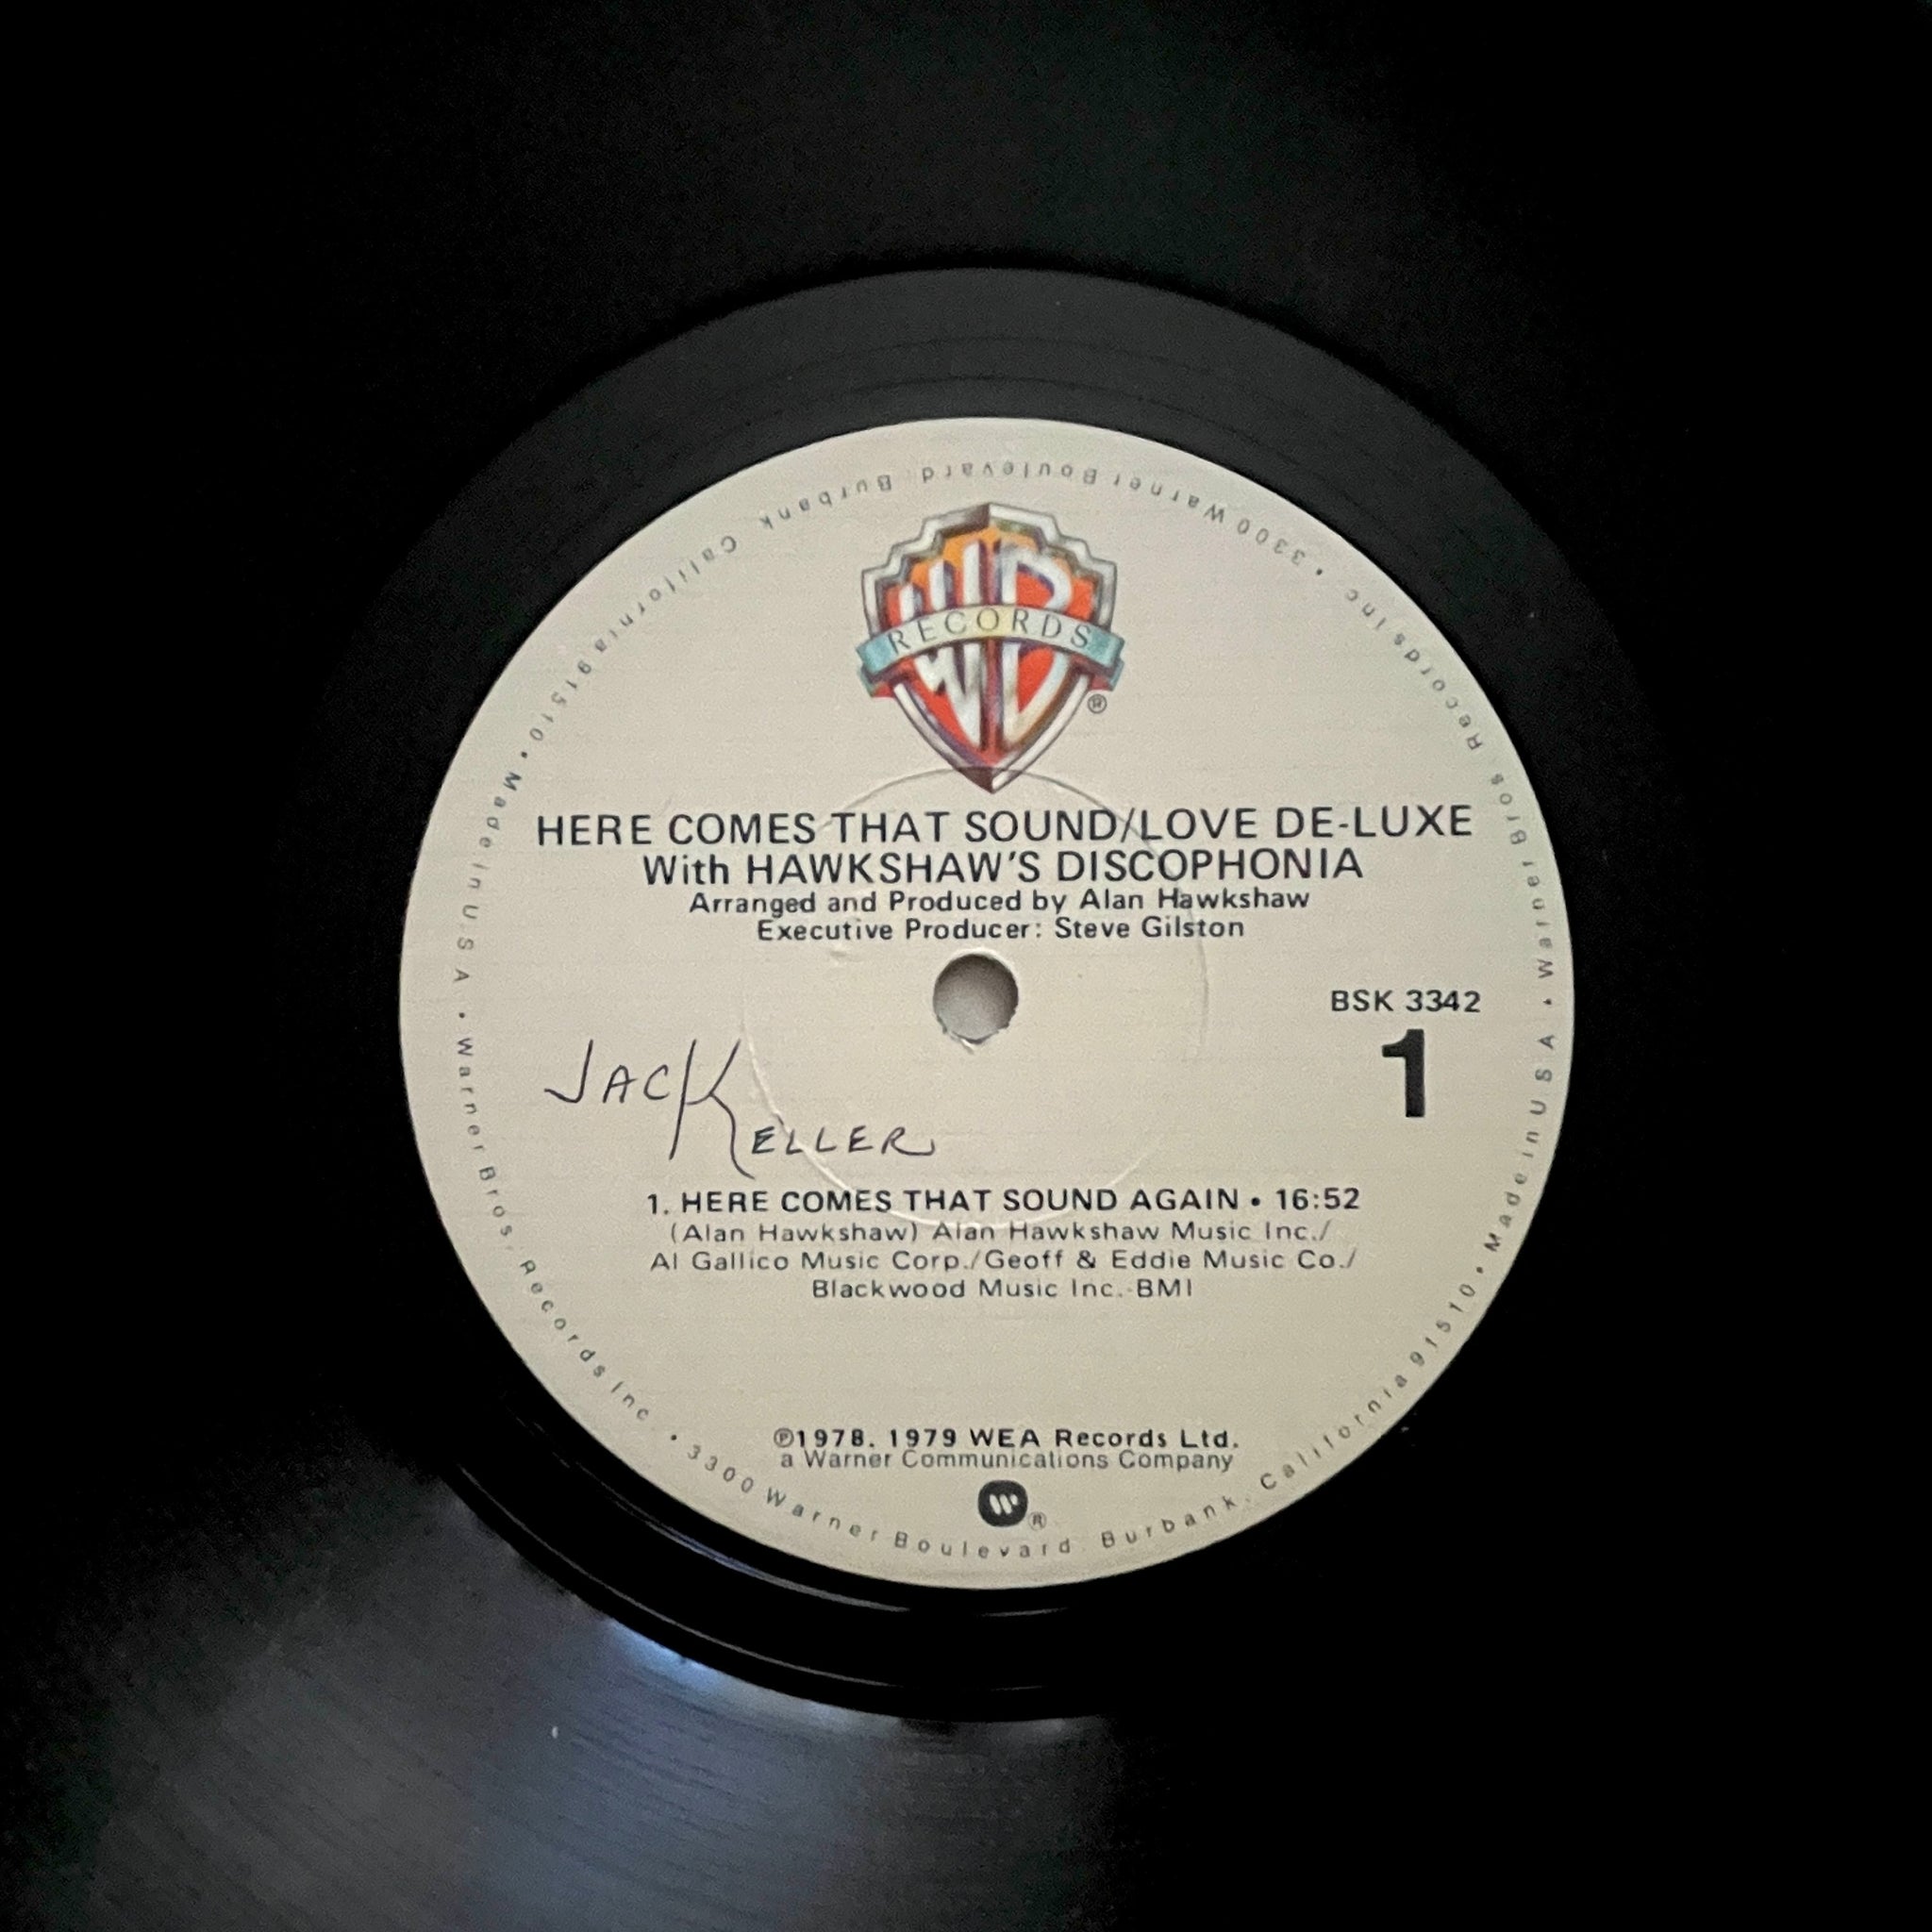 WB
RECORDS
®
HERE COMES THAT SOUND/LOVE DE-LUXE
With HAWKSHAW'S DISCOPHONIA
Arranged and Produced by Alan Hawkshaw
Executive Producer: Steve Gilston
BSK 3342
1
JACK
KELLER
1. HERE COMES THAT SOUND AGAIN • 16:52
(Alan Hawkshaw) Alan Hawkshaw Music Inc./
Al Gallico Music Corp./Geoff & Eddie Music Co./
Blackwood Music Inc.-BMI
℗1978, 1979 WEA Records Ltd.
a Warner Communications Company
W®
Warner Bros. Records Inc. • 3300 Warner Boulevard, Burbank, California 91510 • Made in U.S.A. •
Warner Bros. Records Inc. • 3300 Warner Boulevard, Burbank, California 91510 • Made in U.S.A. •